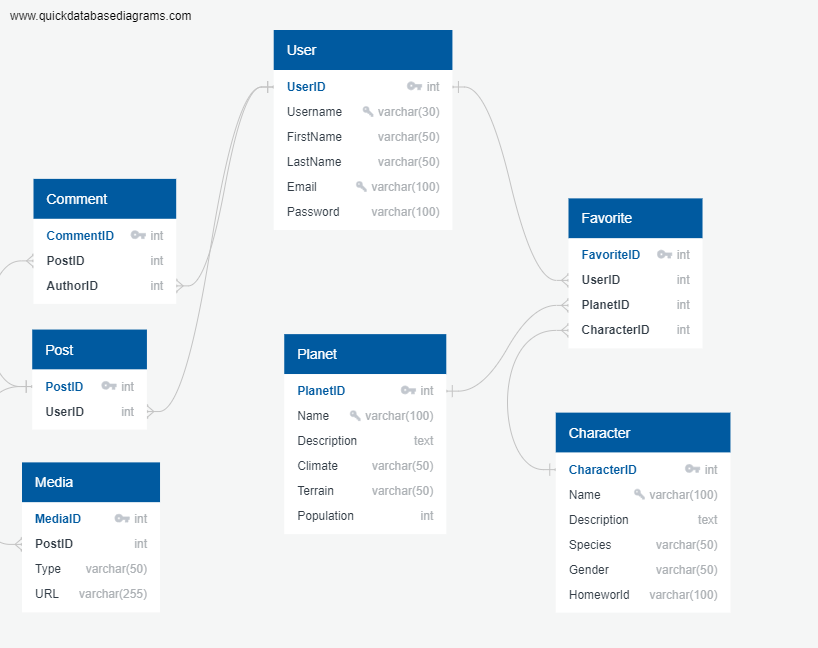 www.quickdatabasediagrams.com
User
UserID int
Username varchar(30)
FirstName varchar(50)
LastName varchar(50)
Email varchar(100)
Password varchar(100)
Comment
CommentID int
PostID int
AuthorID int
Favorite
FavoriteID int
UserID int
PlanetID int
CharacterID int
Post
PostID int
UserID int
Planet
PlanetID int
Name varchar(100)
Description text
Climate varchar(50)
Terrain varchar(50)
Population int
Character
CharacterID int
Name varchar(100)
Description text
Species varchar(50)
Gender varchar(50)
Homeworld varchar(100)
Media
MediaID int
PostID int
Type varchar(50)
URL varchar(255)